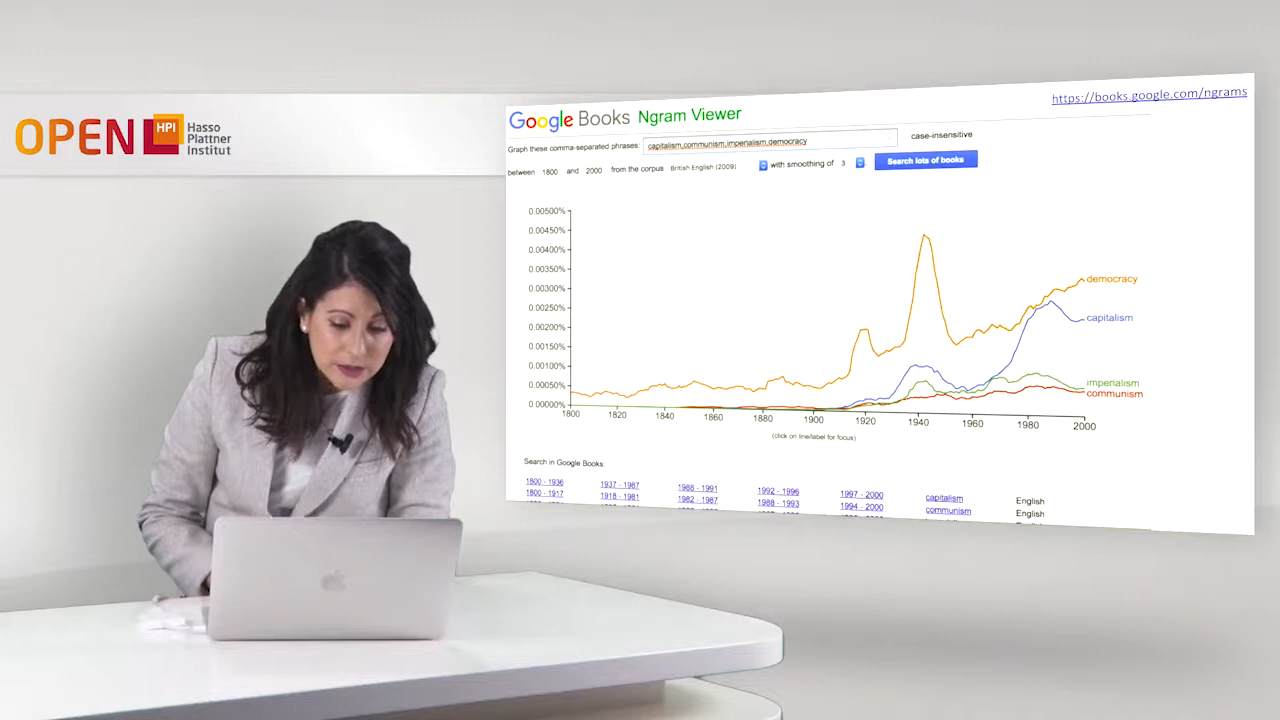 OPEN HPI Hasso
Plattner
Institut
https://books.google.com/ngrams
Google Books Ngram Viewer
Graph these comma-separated phrases: capitalism,communism,imperialism,democracy case-insensitive
between 1800 and 2000 from the corpus British English (2009) with smoothing of 3 Search lots of books
0.00500%
0.00450%
0.00400%
0.00350%
0.00300%
0.00250%
0.00200%
0.00150%
0.00100%
0.00050%
0.00000%
democracy
capitalism
imperialism
communism
1800 1820 1840 1860 1880 1900 1920 1940 1960 1980 2000
(click on line/label for focus)
Search in Google Books:
1800 - 1936 1937 - 1987 1988 - 1991 1992 - 1996 1997 - 2000 capitalism English
1800 - 1917 1918 - 1981 1982 - 1987 1988 - 1993 1994 - 2000 communism English